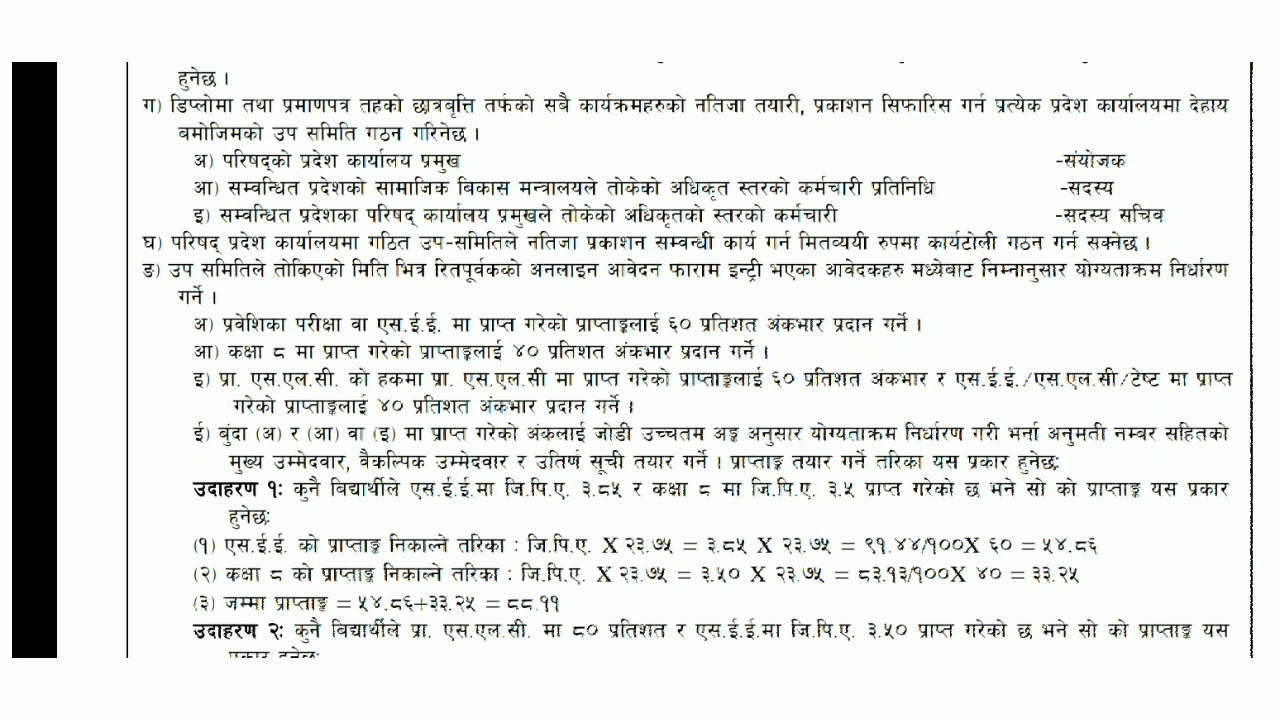 हुनेछ ।
ग) डिप्लोमा तथा प्रमाणपत्र तहको छात्रबृत्ति तर्फको सबै कार्यक्रमहरुको नतिजा तयारी, प्रकाशन सिफारिस गर्न प्रत्येक प्रदेश कार्यालयमा देहाय
बमोजिमको उप समिति गठन गरिनेछ ।
अ) परिषद्को प्रदेश कार्यालय प्रमुख -संयोजक
आ) सम्वन्धित प्रदेशको सामाजिक बिकास मन्त्रालयले तोकेको अधिकृत स्तरको कर्मचारी प्रतिनिधि -सदस्य
इ) सम्वन्धित प्रदेशका परिषद् कार्यालय प्रमुखले तोकेको अधिकृतको स्तरको कर्मचारी -सदस्य सचिव
घ) परिषद् प्रदेश कार्यालयमा गठित उप-समितिले नतिजा प्रकाशन सम्वन्धी कार्य गर्न मितव्ययी रुपमा कार्यटोली गठन गर्न सक्नेछ ।
ङ) उप समितिले तोकिएको मिति भित्र रितपूर्वकको अनलाइन आवेदन फाराम इन्ट्री भएका आवेदकहरु मध्येबाट निम्नानुसार योग्यताक्रम निर्धारण
गर्ने ।
अ) प्रवेशिका परीक्षा वा एस.ई.ई. मा प्राप्त गरेको प्राप्ताङ्कलाई ६० प्रतिशत अंकभार प्रदान गर्ने ।
आ) कक्षा ८ मा प्राप्त गरेको प्राप्ताङ्कलाई ४० प्रतिशत अंकभार प्रदान गर्ने ।
इ) प्रा. एस.एल.सी. को हकमा प्रा. एस.एल.सी मा प्राप्त गरेको प्राप्ताङ्कलाई ६० प्रतिशत अंकभार र एस.ई.ई./एस.एल.सी/टेष्ट मा प्राप्त
गरेको प्राप्ताङ्कलाई ४० प्रतिशत अंकभार प्रदान गर्ने ।
ई) बुंदा (अ) र (आ) वा (इ) मा प्राप्त गरेको अंकलाई जोडी उच्चतम अङ्क अनुसार योग्यताक्रम निर्धारण गरी भर्ना अनुमती नम्बर सहितको
मुख्य उम्मेदवार, वैकल्पिक उम्मेदवार र उतिर्ण सूची तयार गर्ने । प्राप्ताङ्क तयार गर्ने तरिका यस प्रकार हुनेछः
उदाहरण १ः कुनै बिद्यार्थीले एस.ई.ई.मा जि.पि.ए. ३.८५ र कक्षा ८ मा जि.पि.ए. ३.५ प्राप्त गरेको छ भने सो को प्राप्ताङ्क यस प्रकार
हुनेछः
(१) एस.ई.ई. को प्राप्ताङ्क निकाल्ने तरिका : जि.पि.ए. X २३.७५ = ३.८५ X २३.७५ = ९१.४४/१००X ६० = ५४.८६
(२) कक्षा ८ को प्राप्ताङ्क निकाल्ने तरिका : जि.पि.ए. X २३.७५ = ३.५० X २३.७५ = ८३.१३/१००X ४० = ३३.२५
(३) जम्मा प्राप्ताङ्क = ५४.८६+३३.२५ = ८८.११
उदाहरण २ः कुनै बिद्यार्थीले प्रा. एस.एल.सी. मा ८० प्रतिशत र एस.ई.ई.मा जि.पि.ए. ३.५० प्राप्त गरेको छ भने सो को प्राप्ताङ्क यस
प्रकार हुनेछः